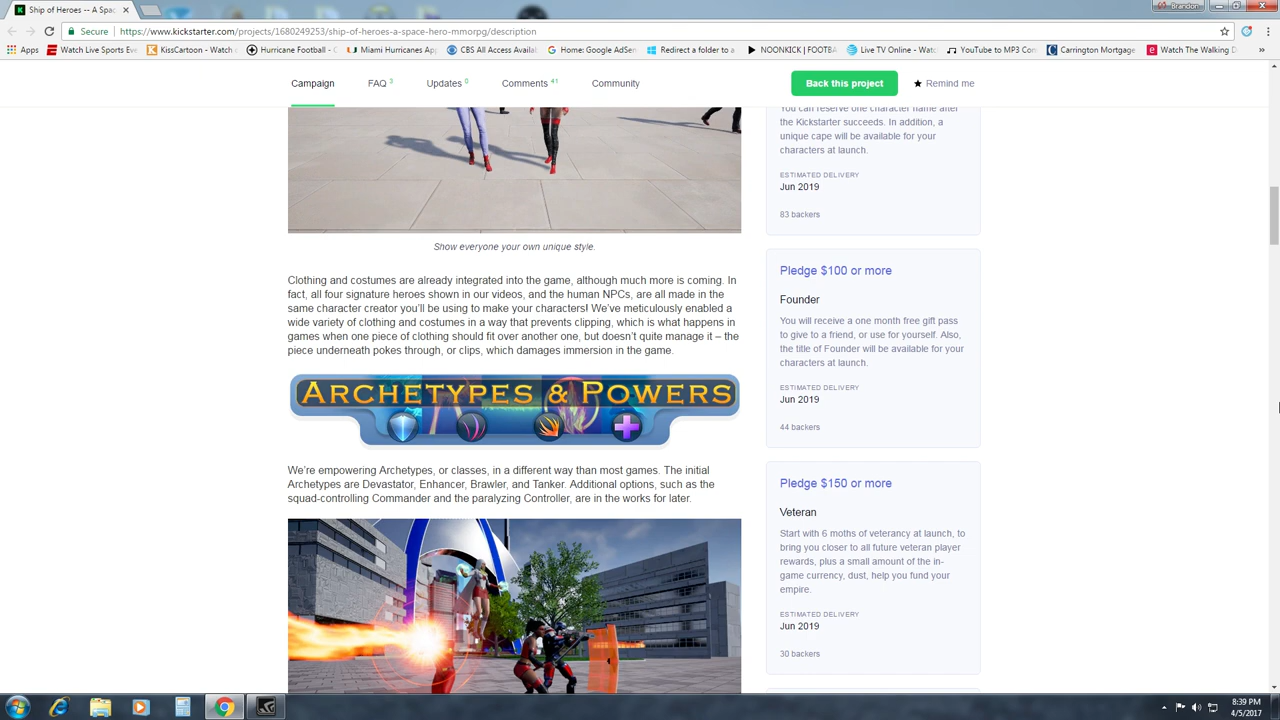 Ship of Heroes -- A Spac
Brandon
Secure
https://www.kickstarter.com/projects/1680249253/ship-of-heroes-a-space-hero-mmorpg/description
Apps
Watch Live Sports Eve
KissCartoon - Watch
Hurricane Football - C
Miami Hurricanes App
CBS All Access Availa
Home: Google AdSen
Redirect a folder to a
NOONKICK | FOOTBA
Live TV Online - Watc
YouTube to MP3 Con
Carrington Mortgage
Watch The Walking D
Campaign
FAQ 3
Updates 0
Comments 41
Community
Back this project
Remind me
Show everyone your own unique style.
Clothing and costumes are already integrated into the game, although much more is coming. In
fact, all four signature heroes shown in our videos, and the human NPCs, are all made in the
same character creator you'll be using to make your characters! We've meticulously enabled a
wide variety of clothing and costumes in a way that prevents clipping, which is what happens in
games when one piece of clothing should fit over another one, but doesn't quite manage it – the
piece underneath pokes through, or clips, which damages immersion in the game.
ARCHETYPES & POWERS
We're empowering Archetypes, or classes, in a different way than most games. The initial
Archetypes are Devastator, Enhancer, Brawler, and Tanker. Additional options, such as the
squad-controlling Commander and the paralyzing Controller, are in the works for later.
You can reserve one character name after
the Kickstarter succeeds. In addition, a
unique cape will be available for your
characters at launch.
ESTIMATED DELIVERY
Jun 2019
83 backers
Pledge $100 or more
Founder
You will receive a one month free gift pass
to give to a friend, or use for yourself. Also,
the title of Founder will be available for your
characters at launch.
ESTIMATED DELIVERY
Jun 2019
44 backers
Pledge $150 or more
Veteran
Start with 6 moths of veterancy at launch, to
bring you closer to all future veteran player
rewards, plus a small amount of the in-
game currency, dust, help you fund your
empire.
ESTIMATED DELIVERY
Jun 2019
30 backers
8:39 PM
4/5/2017